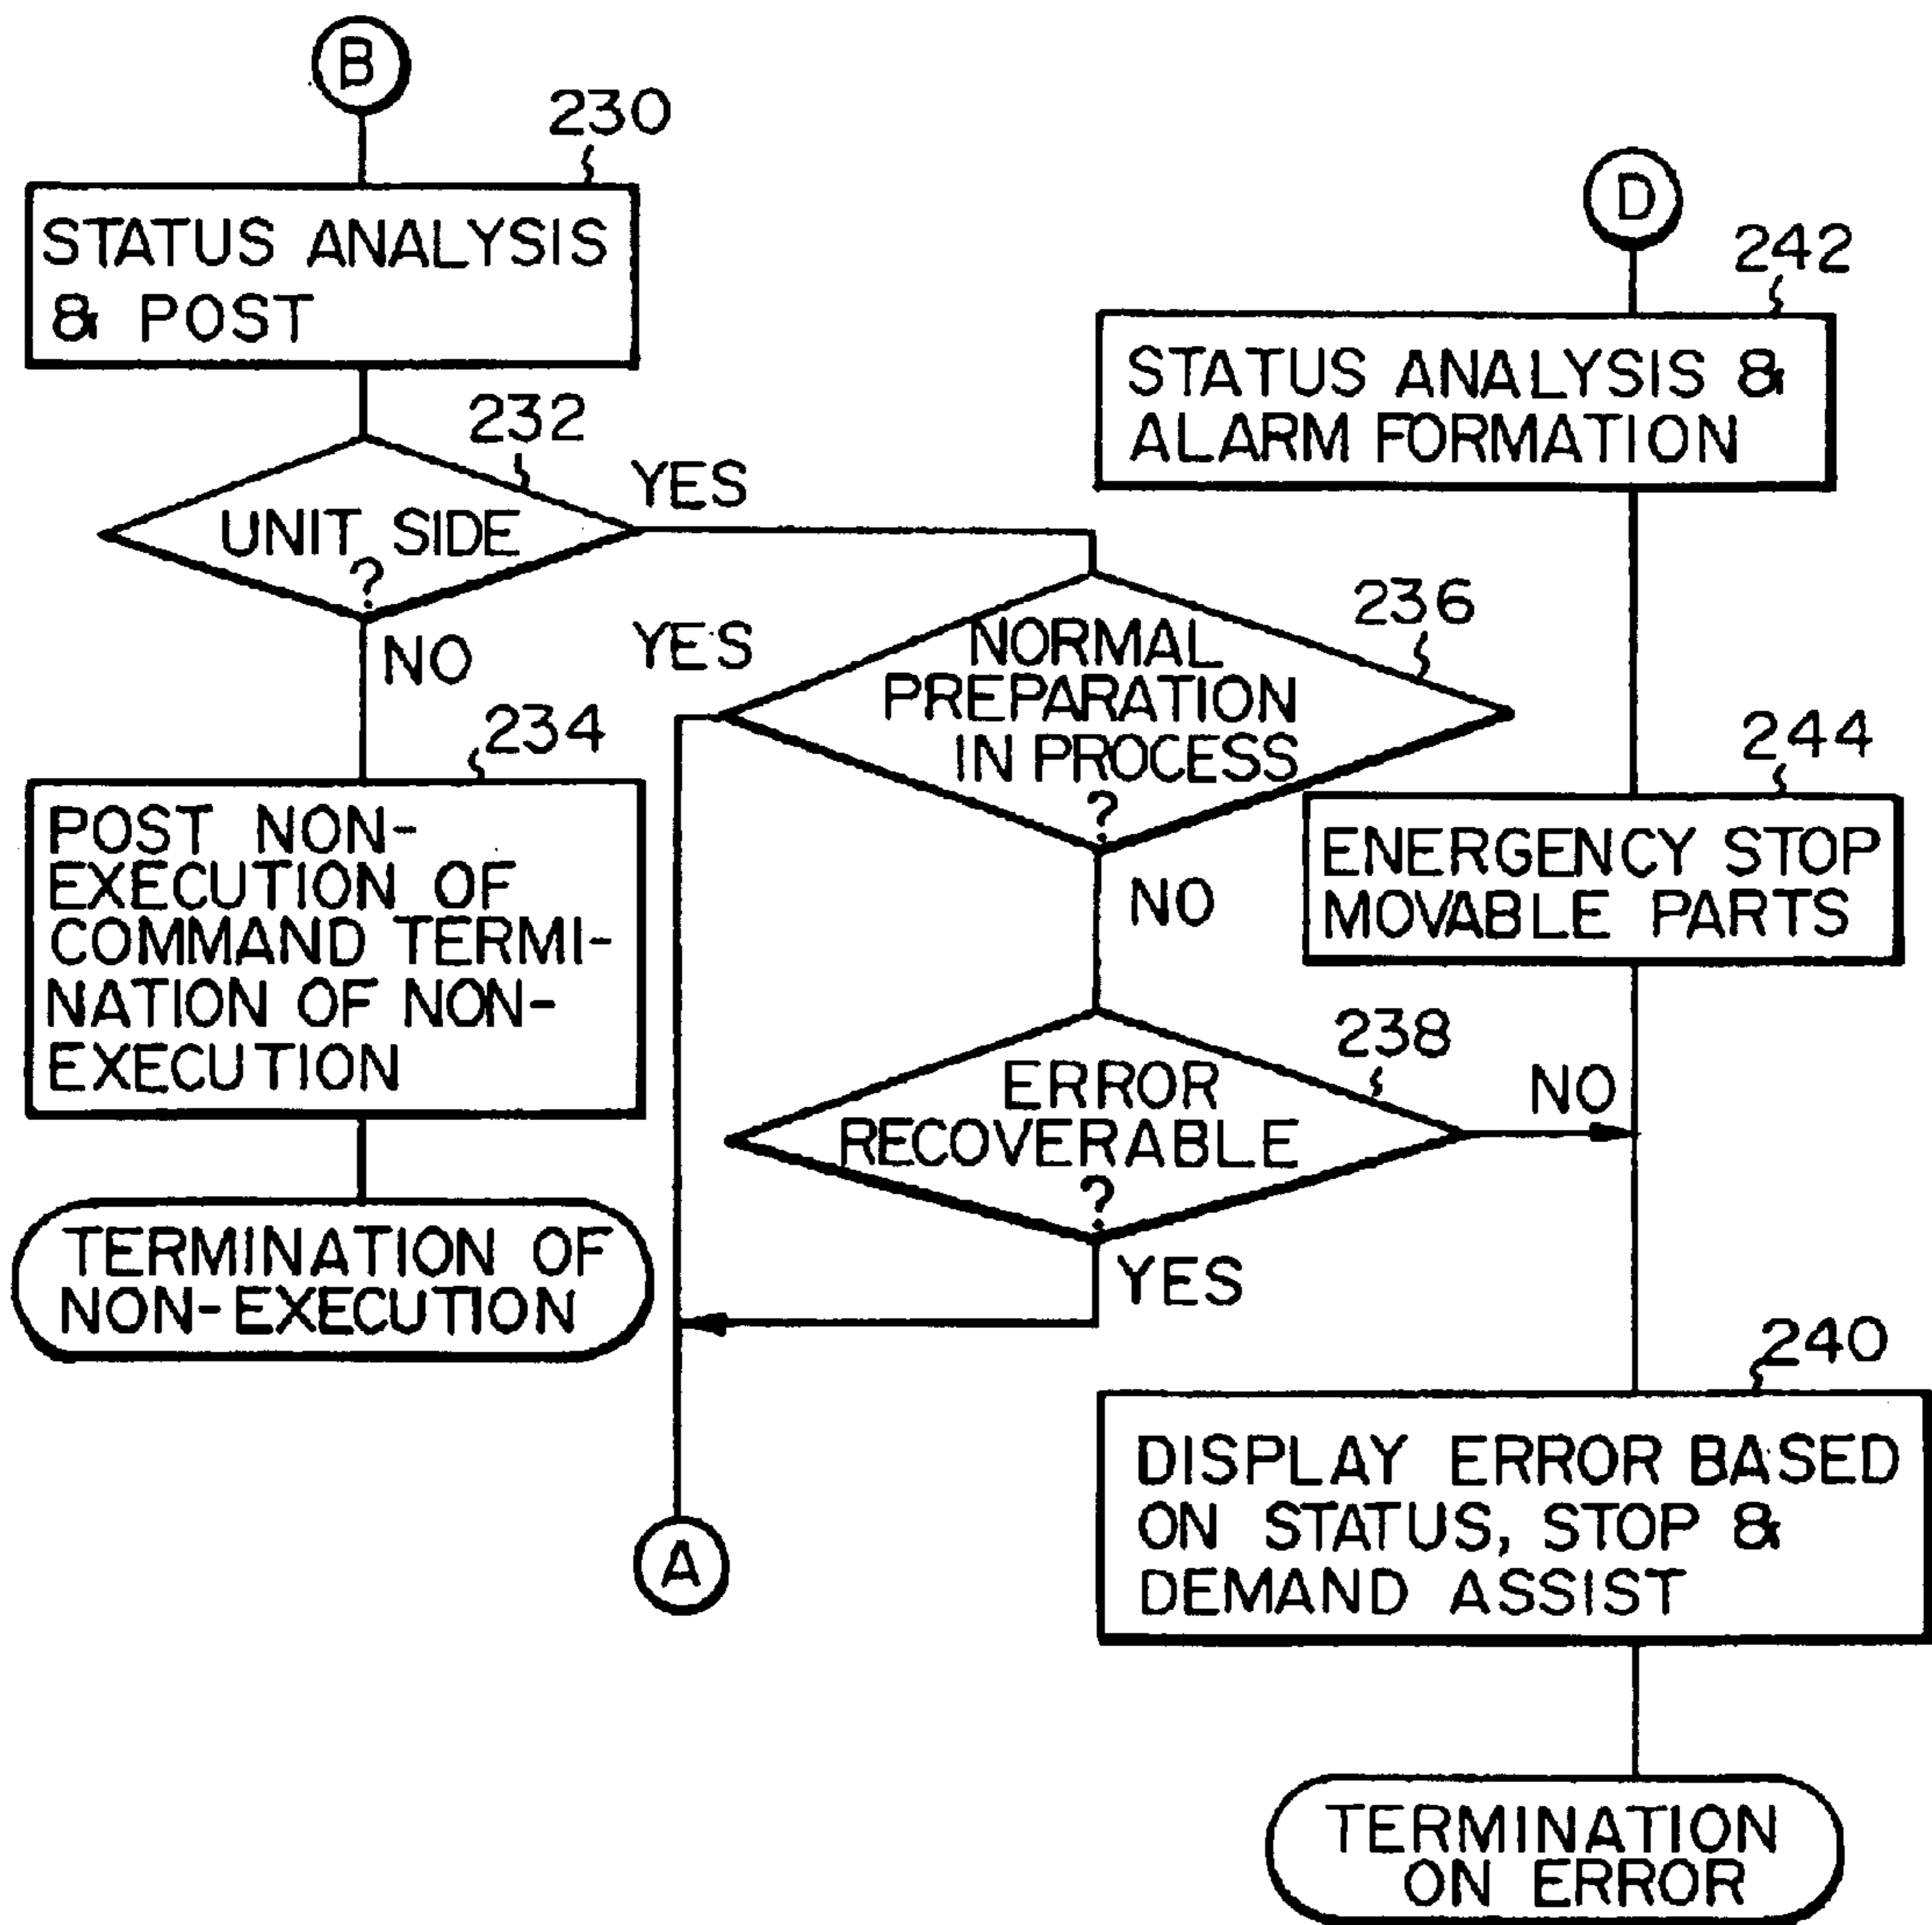 B
230
STATUS ANALYSIS
& POST
232
UNIT SIDE
?
YES
NO
234
POST NON-
EXECUTION OF
COMMAND TERMI-
NATION OF NON-
EXECUTION
TERMINATION OF
NON-EXECUTION
236
NORMAL
PREPARATION
IN PROCESS
?
YES
NO
238
ERROR
RECOVERABLE
?
NO
YES
A
D
242
STATUS ANALYSIS &
ALARM FORMATION
244
ENERGENCY STOP
MOVABLE PARTS
240
DISPLAY ERROR BASED
ON STATUS, STOP &
DEMAND ASSIST
TERMINATION
ON ERROR